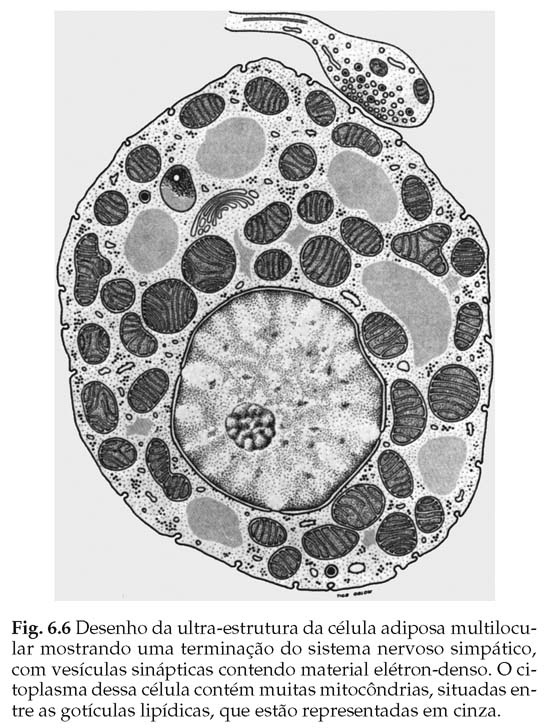 TICO ORLOW
Fig. 6.6 Desenho da ultra-estrutura da célula adiposa multilocu-
lar mostrando uma terminação do sistema nervoso simpático,
com vesículas sinápticas contendo material elétron-denso. O ci-
toplasma dessa célula contém muitas mitocôndrias, situadas en-
tre as gotículas lipídicas, que estão representadas em cinza.